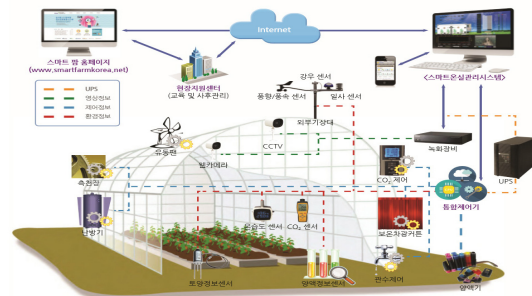 Internet
스마트 팜 홈페이지
(www.smartfarmkorea.net)
현장지원센터
(교육 및 사후관리)
<스마트온실관리시스템>
UPS
영상정보
제어정보
환경정보
강우 센서
풍향/풍속 센서
일사 센서
외부기상대
유동팬
웹카메라
CCTV
녹화장비
측천창
CO₂ 제어
UPS
통합제어기
난방기
온습도 센서
CO₂ 센서
보온차광커튼
토양정보센서
양액정보센서
관수제어
양액기